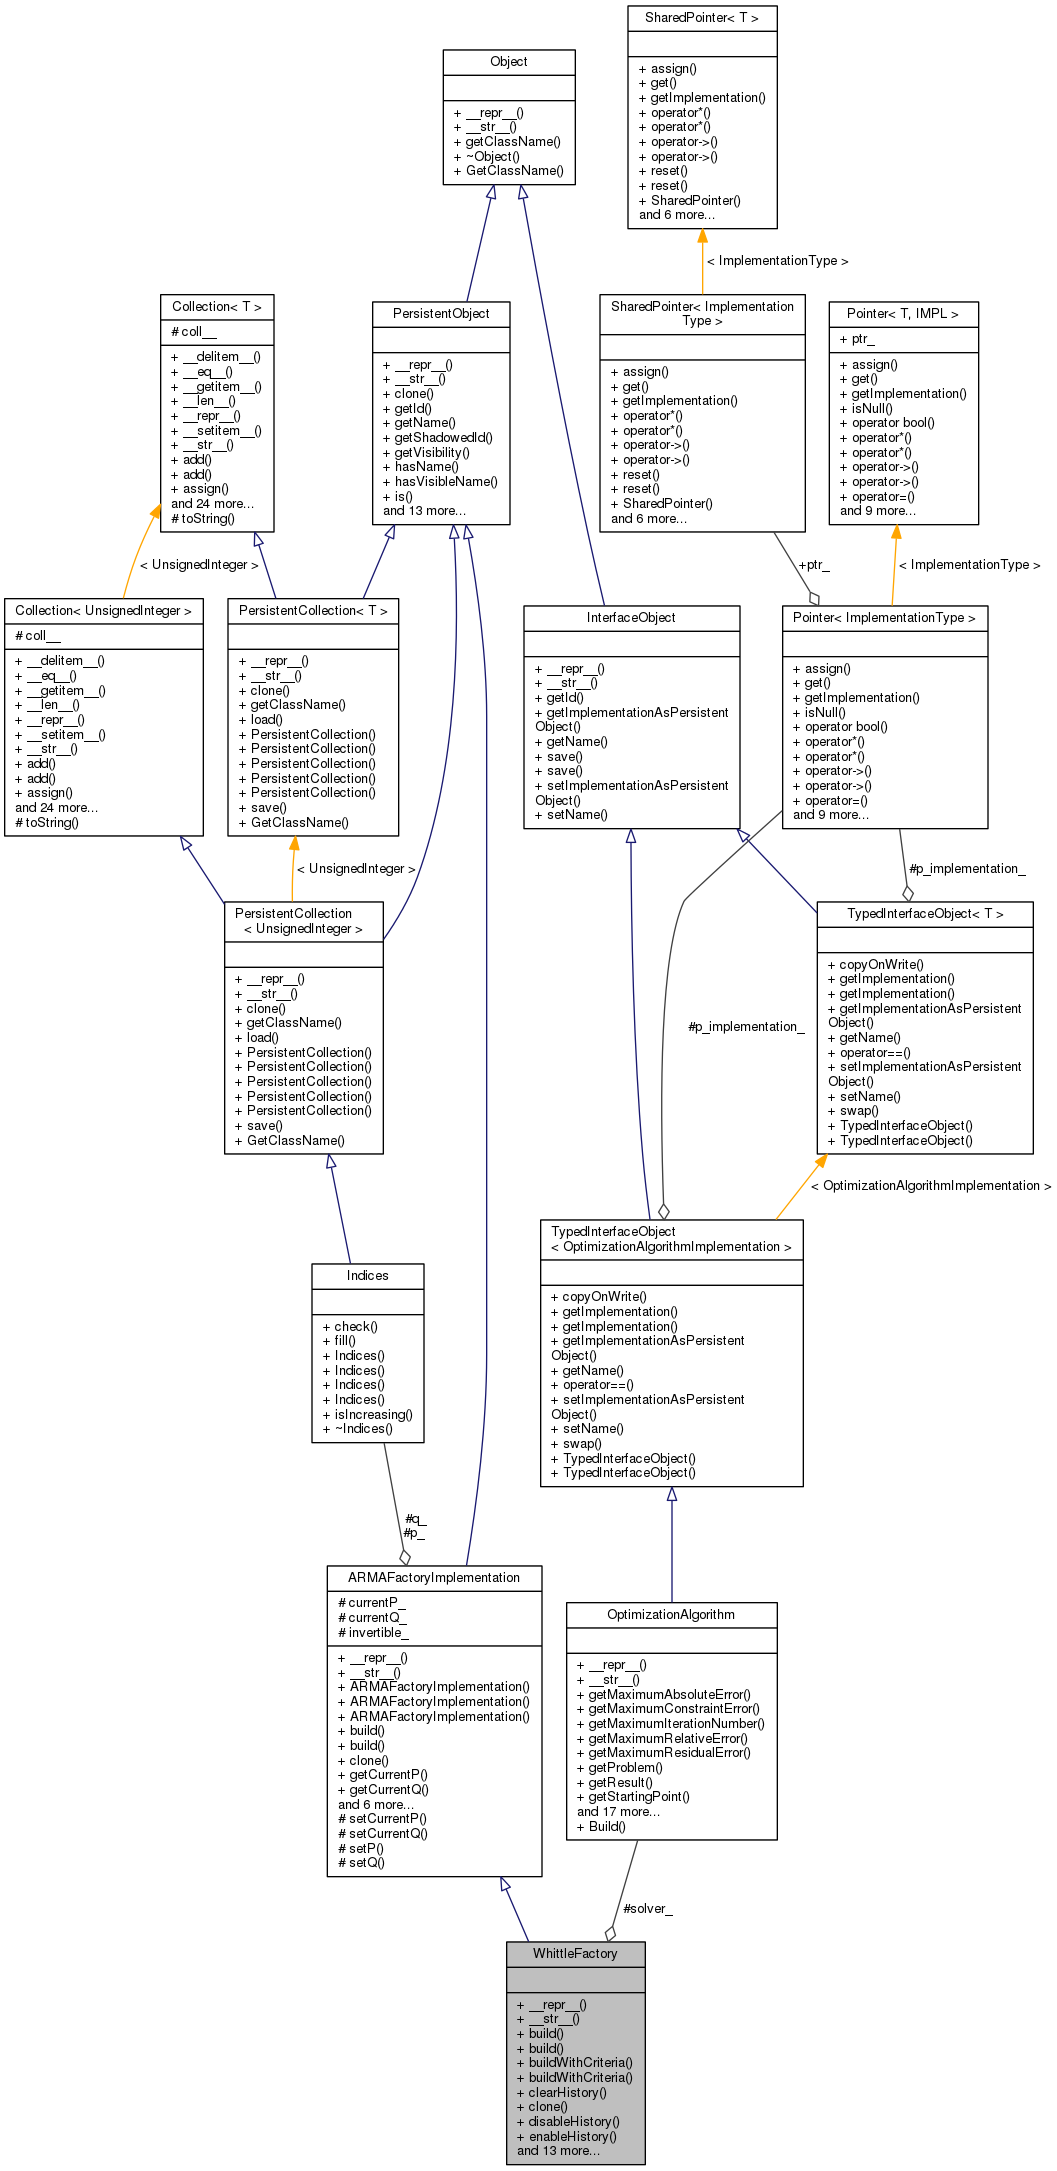 SharedPointer< T >
+ assign()
+ get()
+ getImplementation()
+ operator*()
+ operator*()
+ operator->()
+ operator->()
+ reset()
+ reset()
+ SharedPointer()
and 6 more...
Object
+ __repr__()
+ __str__()
+ getClassName()
+ ~Object()
+ GetClassName()
< ImplementationType >
Collection< T >
# coll__
+ __delitem__()
+ __eq__()
+ __getitem__()
+ __len__()
+ __repr__()
+ __setitem__()
+ __str__()
+ add()
+ add()
+ assign()
and 24 more...
# toString()
PersistentObject
+ __repr__()
+ __str__()
+ clone()
+ getId()
+ getName()
+ getShadowedId()
+ getVisibility()
+ hasName()
+ hasVisibleName()
+ is()
and 13 more...
SharedPointer< Implementation
Type >
+ assign()
+ get()
+ getImplementation()
+ operator*()
+ operator*()
+ operator->()
+ operator->()
+ reset()
+ reset()
+ SharedPointer()
and 6 more...
Pointer< T, IMPL >
+ ptr_
+ assign()
+ get()
+ getImplementation()
+ isNull()
+ operator bool()
+ operator*()
+ operator*()
+ operator->()
+ operator->()
+ operator=()
and 9 more...
< UnsignedInteger >
+ptr_
< ImplementationType >
Collection< UnsignedInteger >
# coll__
+ __delitem__()
+ __eq__()
+ __getitem__()
+ __len__()
+ __repr__()
+ __setitem__()
+ __str__()
+ add()
+ add()
+ assign()
and 24 more...
# toString()
PersistentCollection< T >
+ __repr__()
+ __str__()
+ clone()
+ getClassName()
+ load()
+ PersistentCollection()
+ PersistentCollection()
+ PersistentCollection()
+ PersistentCollection()
+ PersistentCollection()
+ save()
+ GetClassName()
InterfaceObject
+ __repr__()
+ __str__()
+ getId()
+ getImplementationAsPersistent
Object()
+ getName()
+ save()
+ save()
+ setImplementationAsPersistent
Object()
+ setName()
Pointer< ImplementationType >
+ assign()
+ get()
+ getImplementation()
+ isNull()
+ operator bool()
+ operator*()
+ operator*()
+ operator->()
+ operator->()
+ operator=()
and 9 more...
< UnsignedInteger >
#p_implementation_
PersistentCollection
< UnsignedInteger >
+ __repr__()
+ __str__()
+ clone()
+ getClassName()
+ load()
+ PersistentCollection()
+ PersistentCollection()
+ PersistentCollection()
+ PersistentCollection()
+ PersistentCollection()
+ save()
+ GetClassName()
#p_implementation_
TypedInterfaceObject< T >
+ copyOnWrite()
+ getImplementation()
+ getImplementation()
+ getImplementationAsPersistent
Object()
+ getName()
+ operator==()
+ setImplementationAsPersistent
Object()
+ setName()
+ swap()
+ TypedInterfaceObject()
+ TypedInterfaceObject()
< OptimizationAlgorithmImplementation >
Indices
+ check()
+ fill()
+ Indices()
+ Indices()
+ Indices()
+ Indices()
+ isIncreasing()
+ ~Indices()
TypedInterfaceObject
< OptimizationAlgorithmImplementation >
+ copyOnWrite()
+ getImplementation()
+ getImplementation()
+ getImplementationAsPersistent
Object()
+ getName()
+ operator==()
+ setImplementationAsPersistent
Object()
+ setName()
+ swap()
+ TypedInterfaceObject()
+ TypedInterfaceObject()
#q_
#p_
ARMAFactoryImplementation
# currentP_
# currentQ_
# invertible_
+ __repr__()
+ __str__()
+ ARMAFactoryImplementation()
+ ARMAFactoryImplementation()
+ ARMAFactoryImplementation()
+ build()
+ build()
+ clone()
+ getCurrentP()
+ getCurrentQ()
and 6 more...
# setCurrentP()
# setCurrentQ()
# setP()
# setQ()
OptimizationAlgorithm
+ __repr__()
+ __str__()
+ getMaximumAbsoluteError()
+ getMaximumConstraintError()
+ getMaximumIterationNumber()
+ getMaximumRelativeError()
+ getMaximumResidualError()
+ getProblem()
+ getResult()
+ getStartingPoint()
and 17 more...
+ Build()
#solver_
WhittleFactory
+ __repr__()
+ __str__()
+ build()
+ build()
+ buildWithCriteria()
+ buildWithCriteria()
+ clearHistory()
+ clone()
+ disableHistory()
+ enableHistory()
and 13 more...